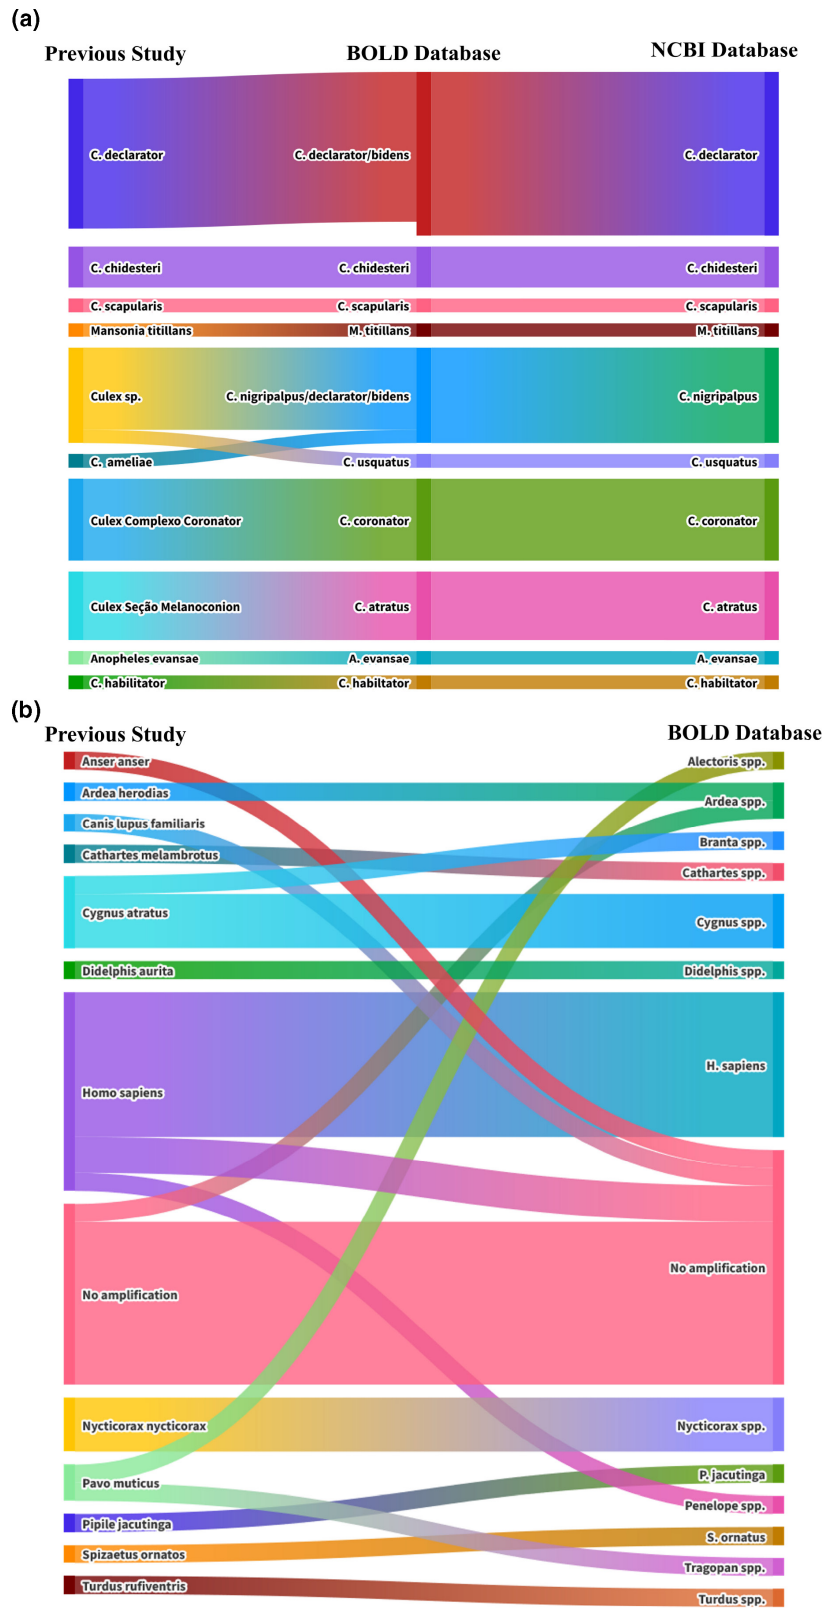 (a)
Previous Study BOLD Database NCBI Database
C. declarator C. declarator/bidens C. declarator
C. chidesteri C. chidesteri C. chidesteri
C. scapularis C. scapularis C. scapularis
Mansonia titillans M. titillans M. titillans
Culex sp. C. nigripalpus/declarator/bidens C. nigripalpus
C. ameliae C. usquatus C. usquatus
Culex Complexo Coronator C. coronator C. coronator
Culex Seção Melanoconion C. atratus C. atratus
Anopheles evansae A. evansae A. evansae
C. habilitator C. habiltator C. habiltator
(b)
Previous Study BOLD Database
Anser anser Alectoris spp.
Ardea herodias Ardea spp.
Canis lupus familiaris Branta spp.
Cathartes melambrotus Cathartes spp.
Cygnus atratus Cygnus spp.
Didelphis aurita Didelphis spp.
Homo sapiens H. sapiens
No amplification No amplification
Nycticorax nycticorax Nycticorax spp.
Pavo muticus P. jacutinga
Pipile jacutinga Penelope spp.
Spizaetus ornatos S. ornatus
Tragopan spp.
Turdus rufiventris Turdus spp.